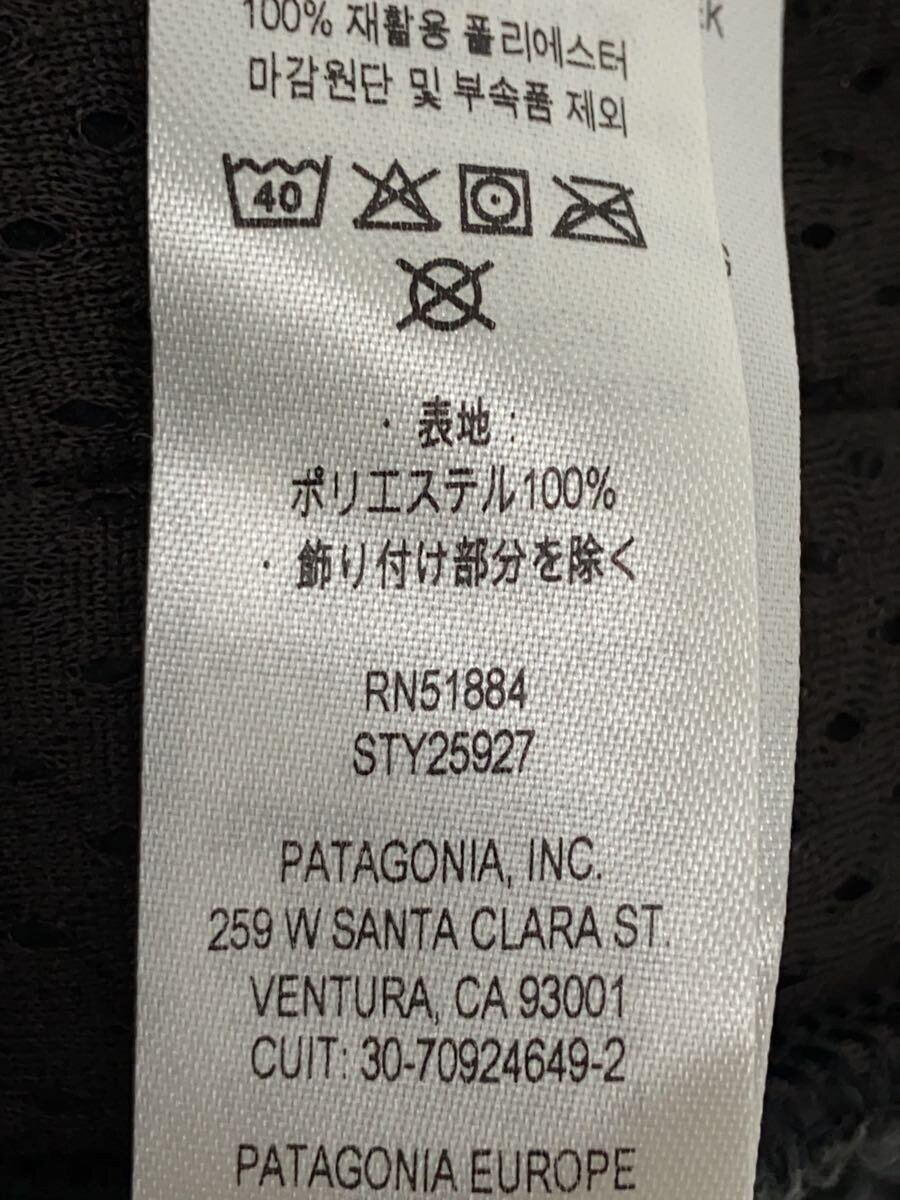 100% 재활용 폴리에스터
마감원단 및 부속품 제외
40
・表地:
ポリエステル100%
・飾り付け部分を除く
RN51884
STY25927
PATAGONIA, INC.
259 W SANTA CLARA ST.
VENTURA, CA 93001
CUIT: 30-70924649-2
PATAGONIA EUROPE